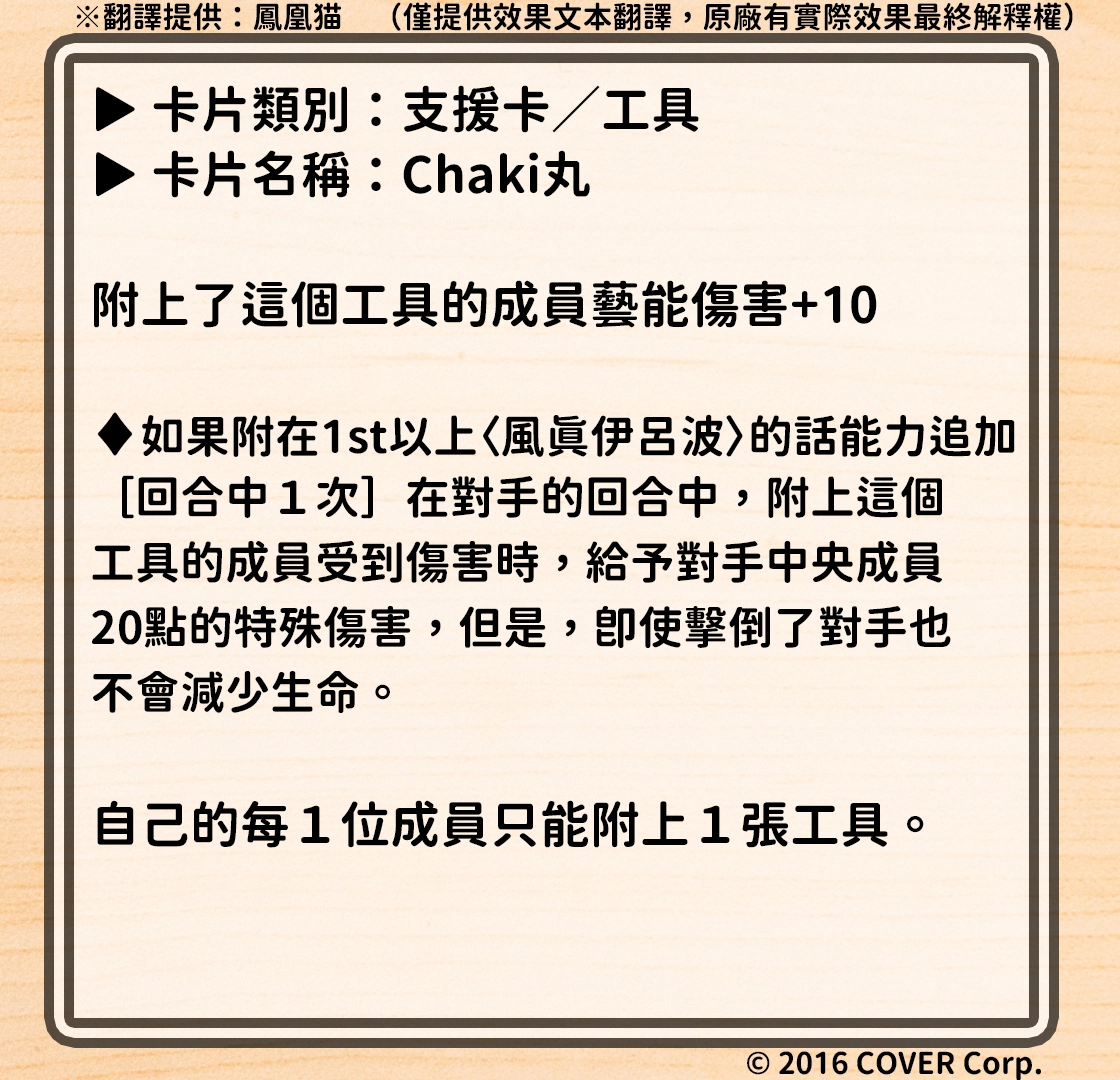 ※翻譯提供：鳳凰猫　（僅提供效果文本翻譯，原廠有實際效果最終解釋權）
▶ 卡片類別：支援卡／工具
▶ 卡片名稱：Chaki丸
附上了這個工具的成員藝能傷害+10
♦如果附在1st以上〈風眞伊呂波〉的話能力追加
［回合中１次］在對手的回合中，附上這個
工具的成員受到傷害時，給予對手中央成員
20點的特殊傷害，但是，即使擊倒了對手也
不會減少生命。
自己的每１位成員只能附上１張工具。
© 2016 COVER Corp.